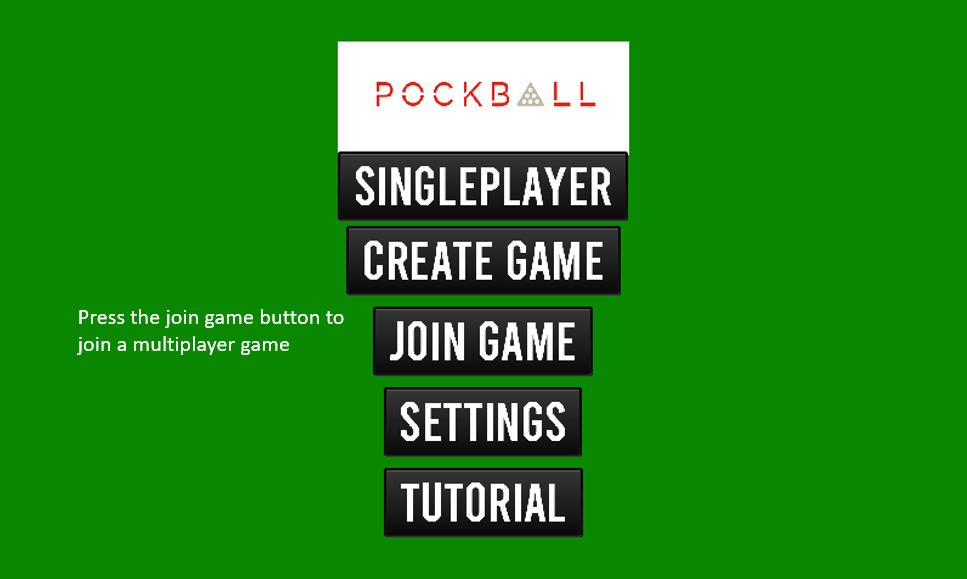 POCKBALL
SINGLEPLAYER
CREATE GAME
Press the join game button to
join a multiplayer game
JOIN GAME
SETTINGS
TUTORIAL